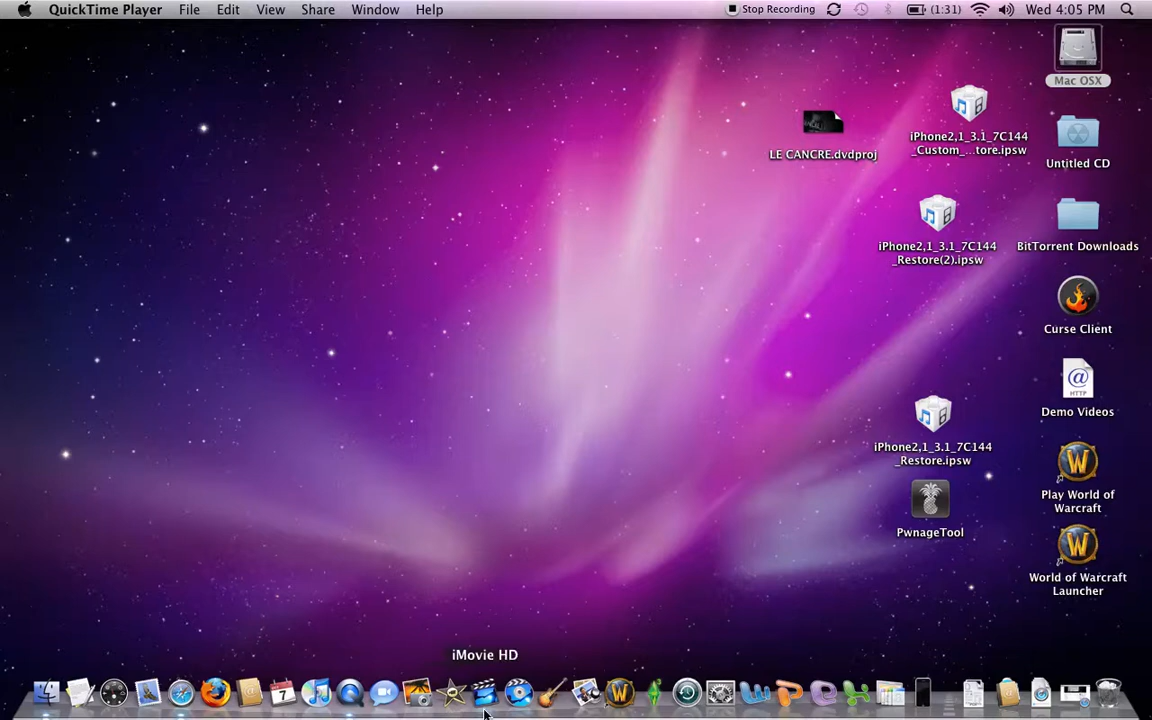 QuickTime Player File Edit View Share Window Help Stop Recording (1:31) Wed 4:05 PM
Mac OSX
LE CANCRE.dvdproj
iPhone2,1_3.1_7C144
_Custom_...tore.ipsw
Untitled CD
iPhone2,1_3.1_7C144
_Restore(2).ipsw
BitTorrent Downloads
Curse Client
HTTP
Demo Videos
iPhone2,1_3.1_7C144
_Restore.ipsw
Play World of
Warcraft
PwnageTool
World of Warcraft
Launcher
iMovie HD
7